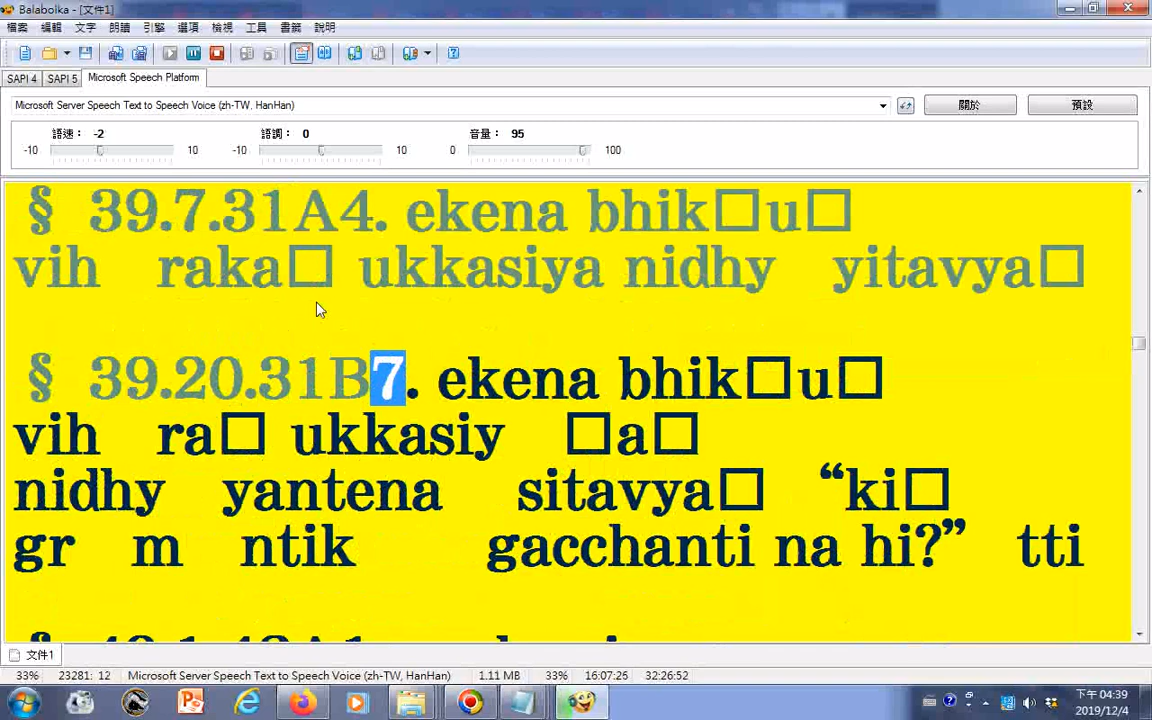 Balabolka - [文件1]
檔案 編輯 文字 朗讀 引擎 選項 檢視 工具 書籤 說明
SAPI 4 SAPI 5 Microsoft Speech Platform
Microsoft Server Speech Text to Speech Voice (zh-TW, HanHan)
關於 預設
語速： -2 語調： 0 音量： 95
-10 10 -10 10 0 100
§ 39.7.31A4. ekena bhik□u□
vih raka□ ukkasiya nidhy yitavya□
§ 39.20.31B7. ekena bhik□u□
vih ra□ ukkasiy □a□
nidhy yantena sitavya□ “ki□
gr m ntik gacchanti na hi?” tti
文件1
33% 23281: 12 Microsoft Server Speech Text to Speech Voice (zh-TW, HanHan) 1.11 MB 33% 16:07:25 32:26:52
下午 04:39
2019/12/4